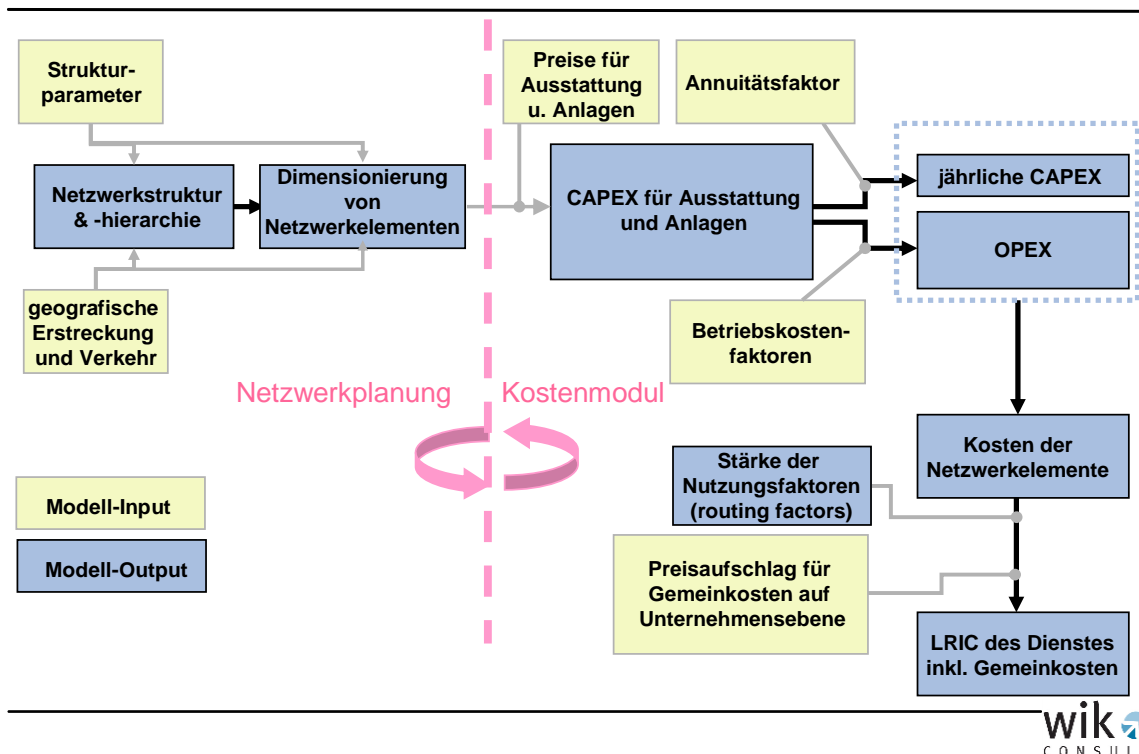 Struktur-
parameter
Preise für
Ausstattung
u. Anlagen
Annuitätsfaktor
Netzwerkstruktur
& -hierarchie
Dimensionierung
von
Netzwerkelementen
CAPEX für Ausstattung
und Anlagen
jährliche CAPEX
OPEX
geografische
Erstreckung
und Verkehr
Betriebskosten-
faktoren
Netzwerkplanung
Kostenmodul
Stärke der
Nutzungsfaktoren
(routing factors)
Kosten der
Netzwerkelemente
Modell-Input
Modell-Output
Preisaufschlag für
Gemeinkosten auf
Unternehmensebene
LRIC des Dienstes
inkl. Gemeinkosten
wik
CONSUL